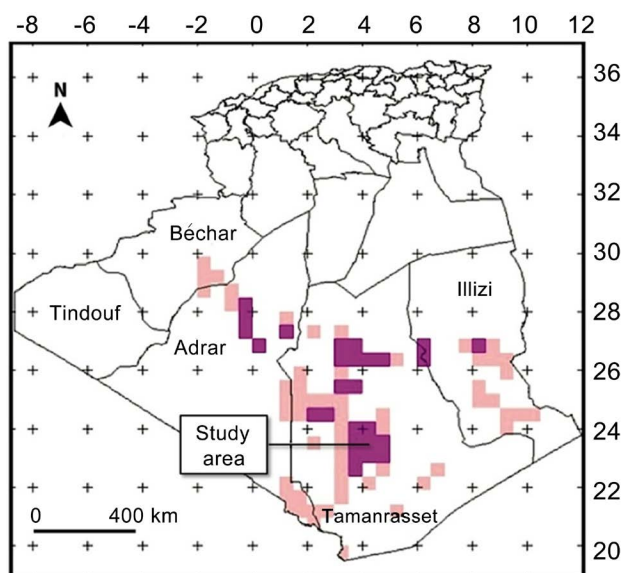 -8 -6 -4 -2 0 2 4 6 8 10 12
N
36
34
32
Béchar
30
Illizi
Tindouf
28
Adrar
26
Study
area
24
22
0 400 km
Tamanrasset
20